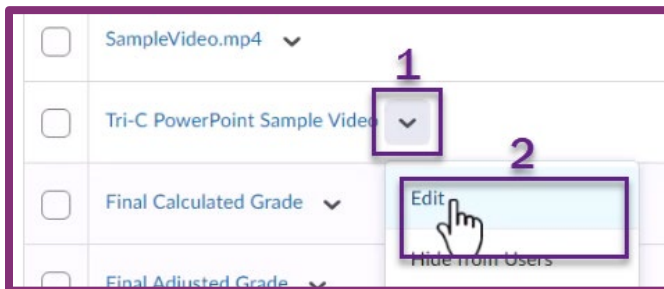 SampleVideo.mp4
1
Tri-C PowerPoint Sample Video
2
Final Calculated Grade
Edit
Hide from Users
Final Adjusted Grade